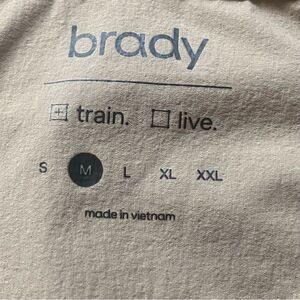 brady
train. live.
S M L XL XXL
made in vietnam